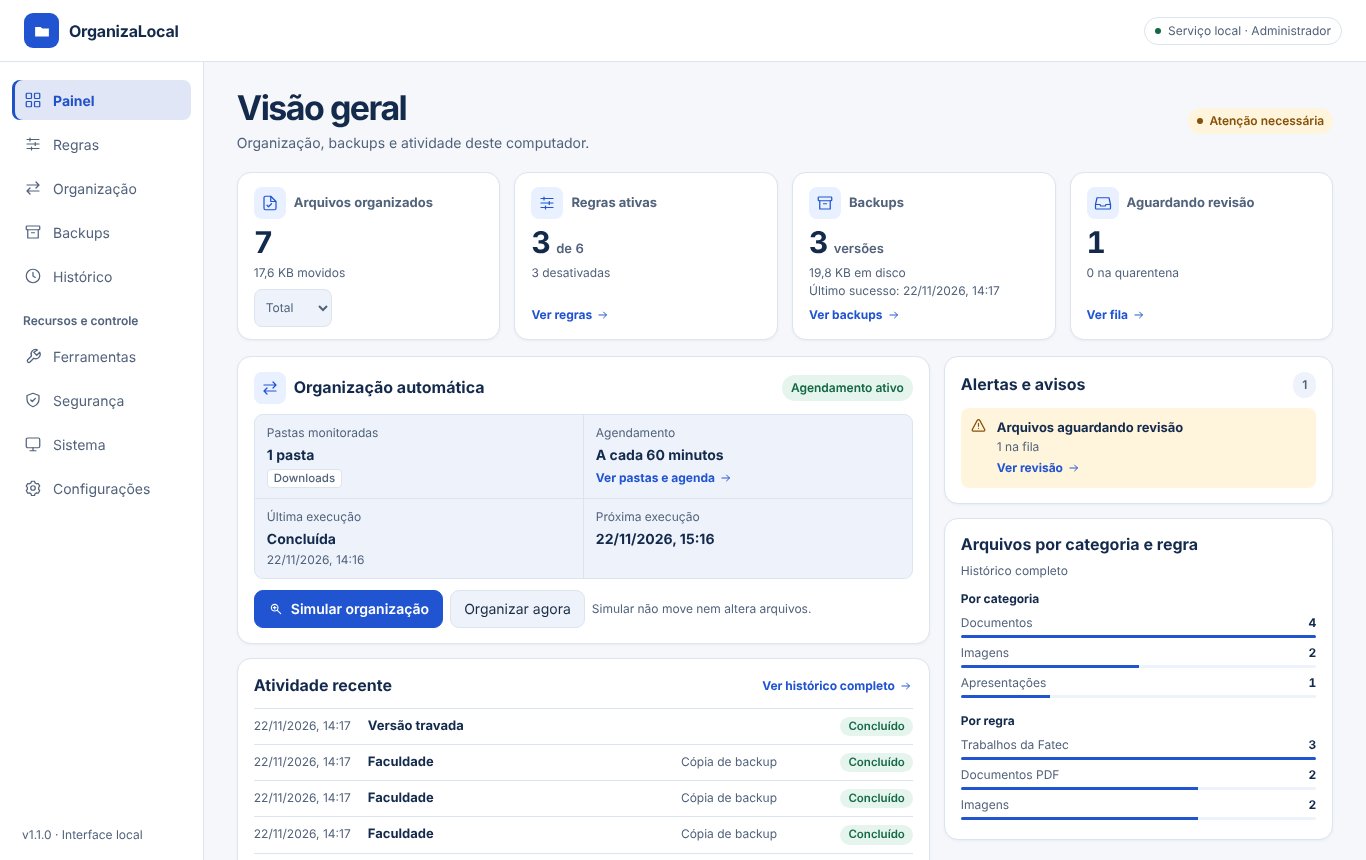 OrganizaLocal
Serviço local · Administrador
Painel
Regras
Organização
Backups
Histórico
Recursos e controle
Ferramentas
Segurança
Sistema
Configurações
v1.1.0 · Interface local
Visão geral
Organização, backups e atividade deste computador.
Atenção necessária
Arquivos organizados
7
17,6 KB movidos
Total
Regras ativas
3 de 6
3 desativadas
Ver regras →
Backups
3 versões
19,8 KB em disco
Último sucesso: 22/11/2026, 14:17
Ver backups →
Aguardando revisão
1
0 na quarentena
Ver fila →
Organização automática
Agendamento ativo
Pastas monitoradas
1 pasta
Downloads
Agendamento
A cada 60 minutos
Ver pastas e agenda →
Última execução
Concluída
22/11/2026, 14:16
Próxima execução
22/11/2026, 15:16
Simular organização
Organizar agora
Simular não move nem altera arquivos.
Atividade recente
Ver histórico completo →
22/11/2026, 14:17 Versão travada Concluído
22/11/2026, 14:17 Faculdade Cópia de backup Concluído
22/11/2026, 14:17 Faculdade Cópia de backup Concluído
22/11/2026, 14:17 Faculdade Cópia de backup Concluído
Alertas e avisos
1
Arquivos aguardando revisão
1 na fila
Ver revisão →
Arquivos por categoria e regra
Histórico completo
Por categoria
Documentos 4
Imagens 2
Apresentações 1
Por regra
Trabalhos da Fatec 3
Documentos PDF 2
Imagens 2